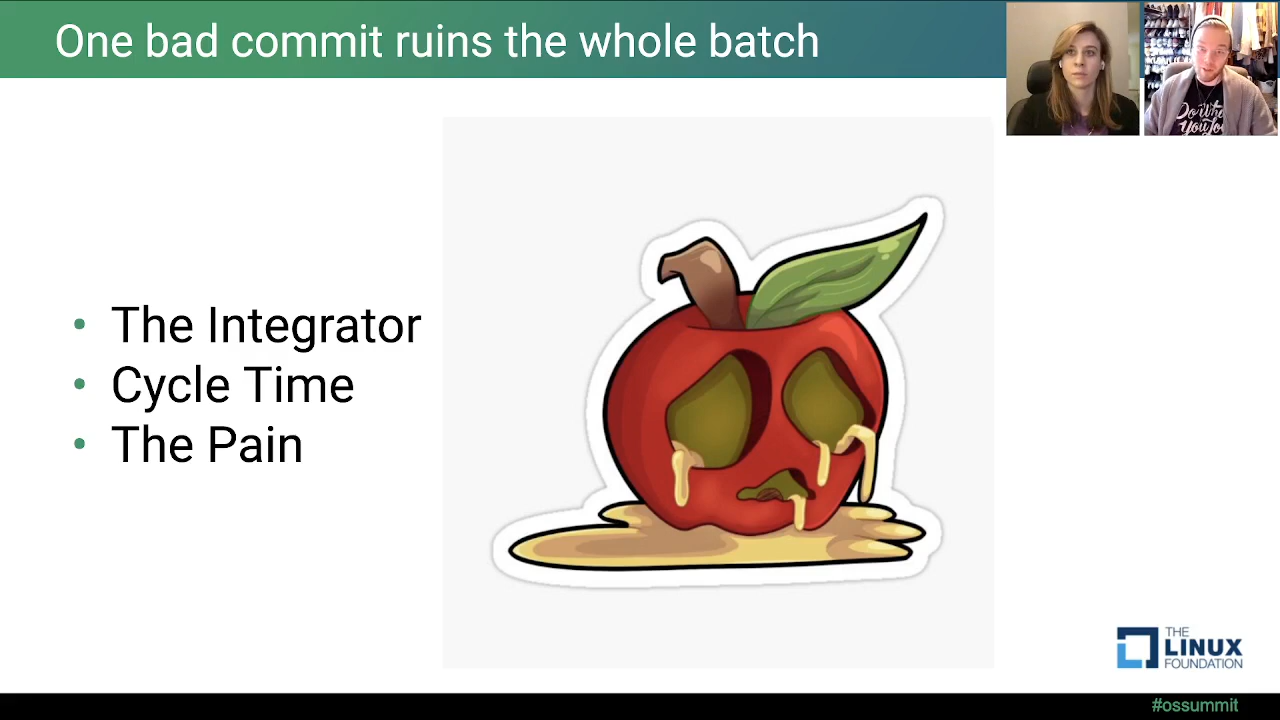 One bad commit ruins the whole batch
The Integrator
Cycle Time
The Pain
THE
LINUX
FOUNDATION
#ossummit